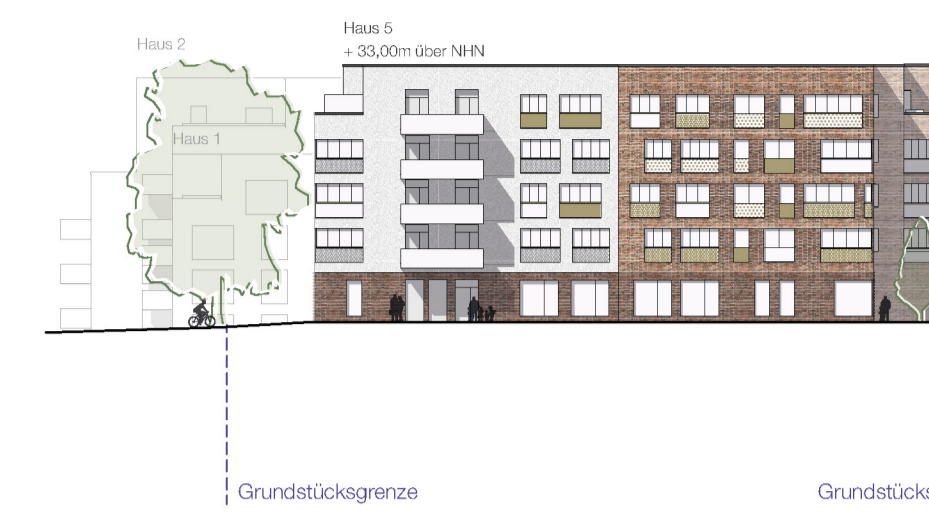 Haus 5
+ 33,00m über NHN
Haus 2
Haus 1
Grundstücksgrenze
Grundstücks